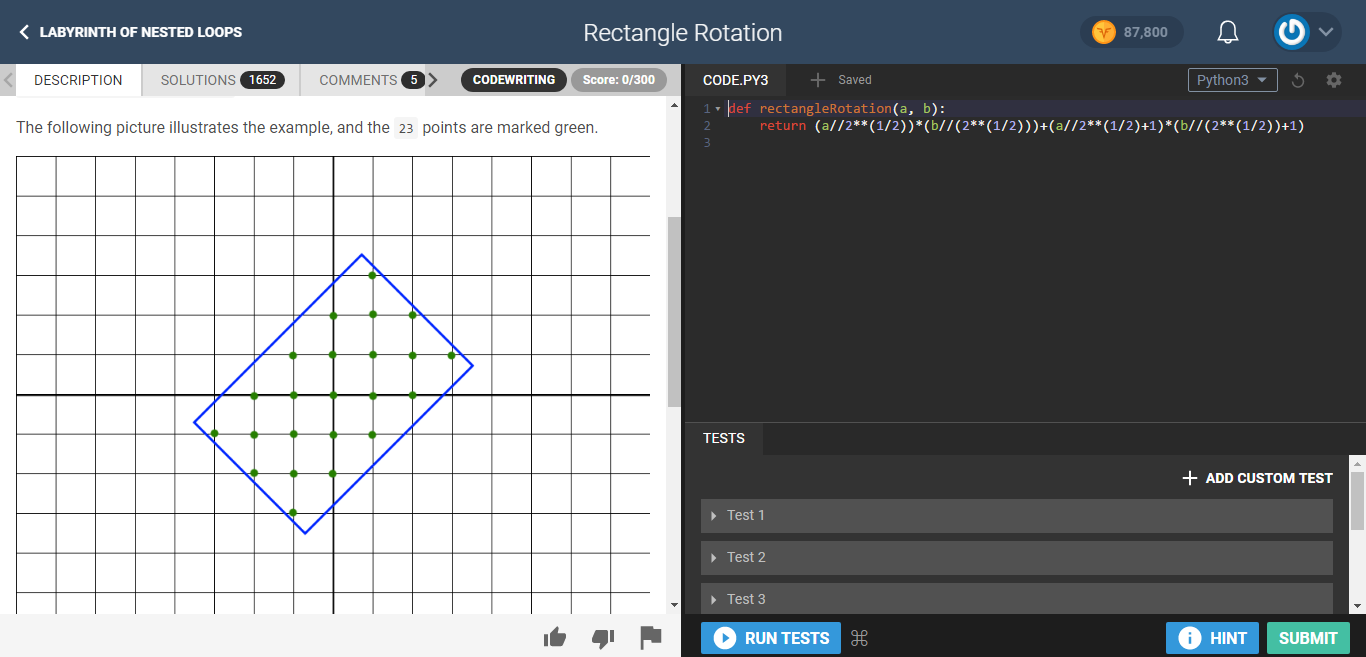 LABYRINTH OF NESTED LOOPS
Rectangle Rotation
87,800
DESCRIPTION
SOLUTIONS 1652
COMMENTS 5
CODEWRITING
Score: 0/300
CODE.PY3
Saved
Python3
The following picture illustrates the example, and the 23 points are marked green.
1 def rectangleRotation(a, b):
2 return (a//2**(1/2))*(b//(2**(1/2)))+(a//2**(1/2)+1)*(b//(2**(1/2))+1)
3
TESTS
ADD CUSTOM TEST
Test 1
Test 2
Test 3
RUN TESTS
HINT
SUBMIT